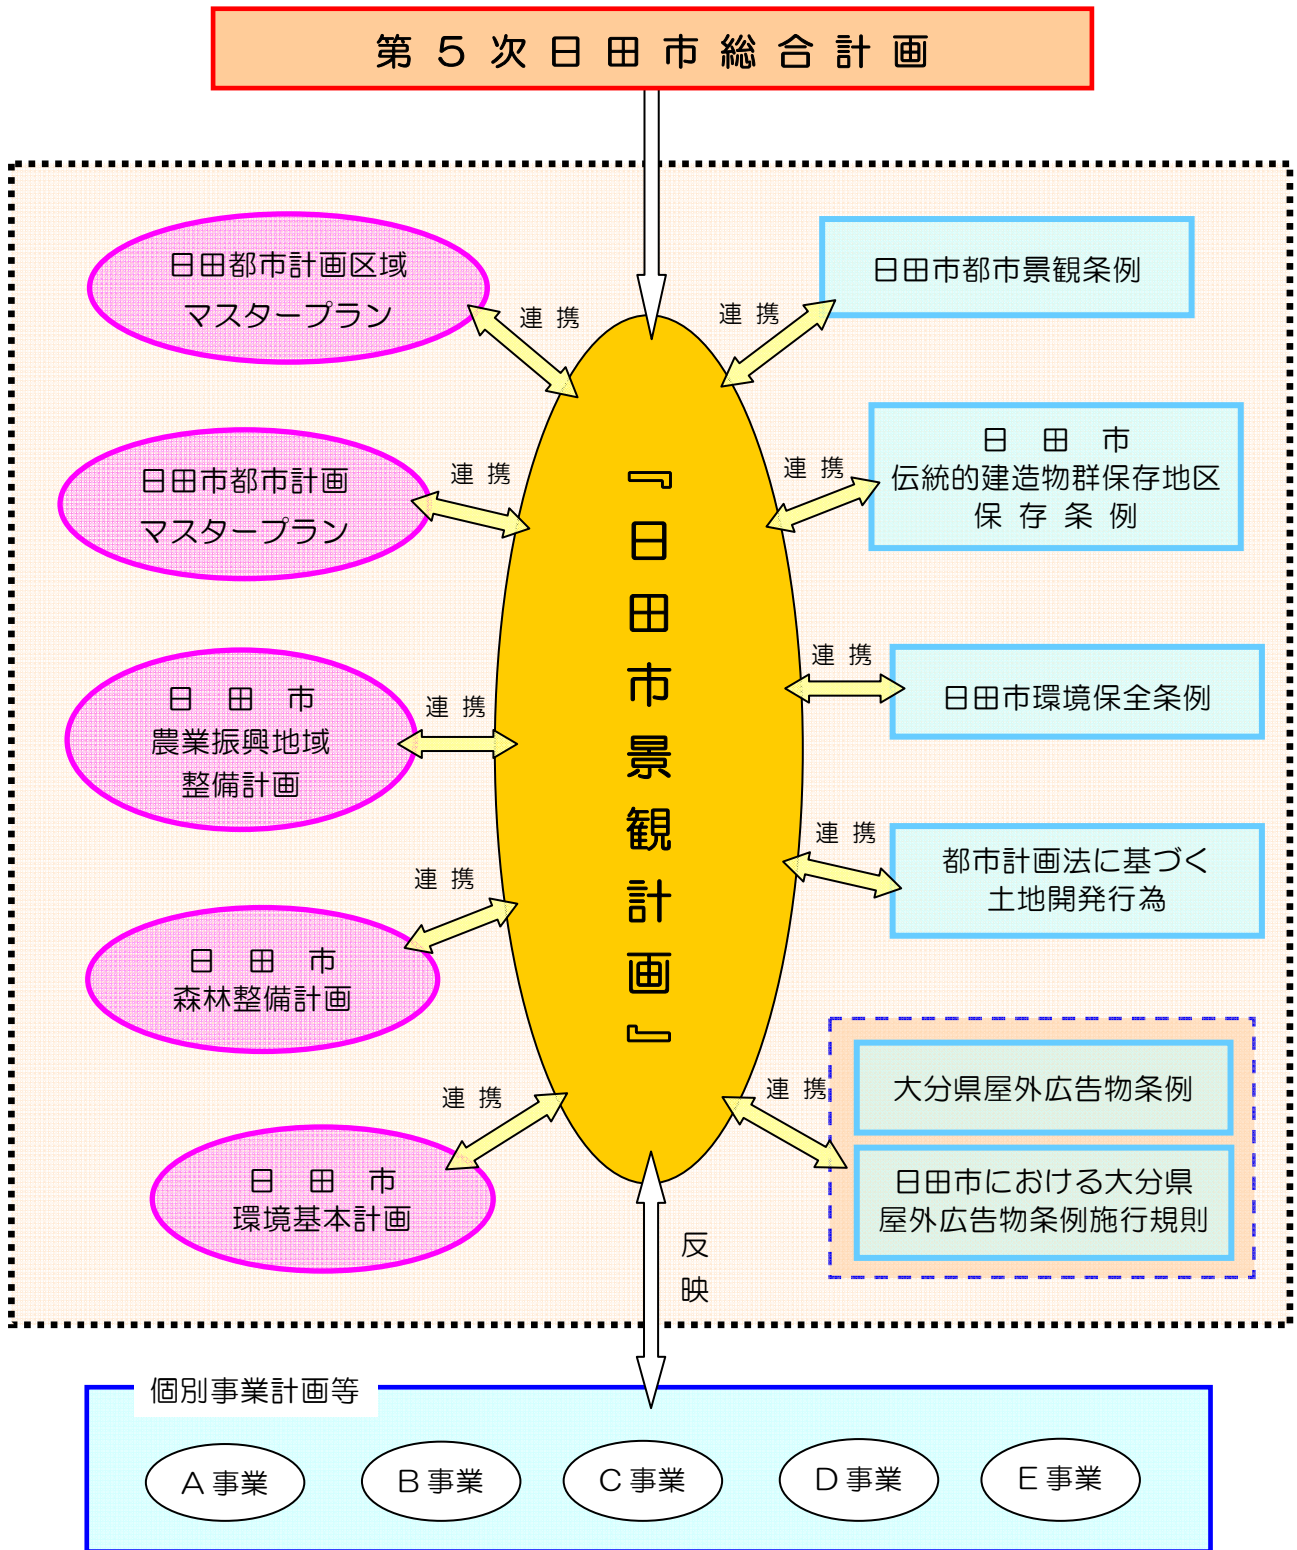 第５次日田市総合計画
日田都市計画区域
マスタープラン
連携
連携
日田市都市景観条例
日田市都市計画
マスタープラン
連携
連携
日田市
伝統的建造物群保存地区
保存条例
『日田市景観計画』
日田市
農業振興地域
整備計画
連携
連携
日田市環境保全条例
連携
都市計画法に基づく
土地開発行為
日田市
森林整備計画
連携
日田市
環境基本計画
連携
連携
大分県屋外広告物条例
日田市における大分県
屋外広告物条例施行規則
反映
個別事業計画等
Ａ事業
Ｂ事業
Ｃ事業
Ｄ事業
Ｅ事業